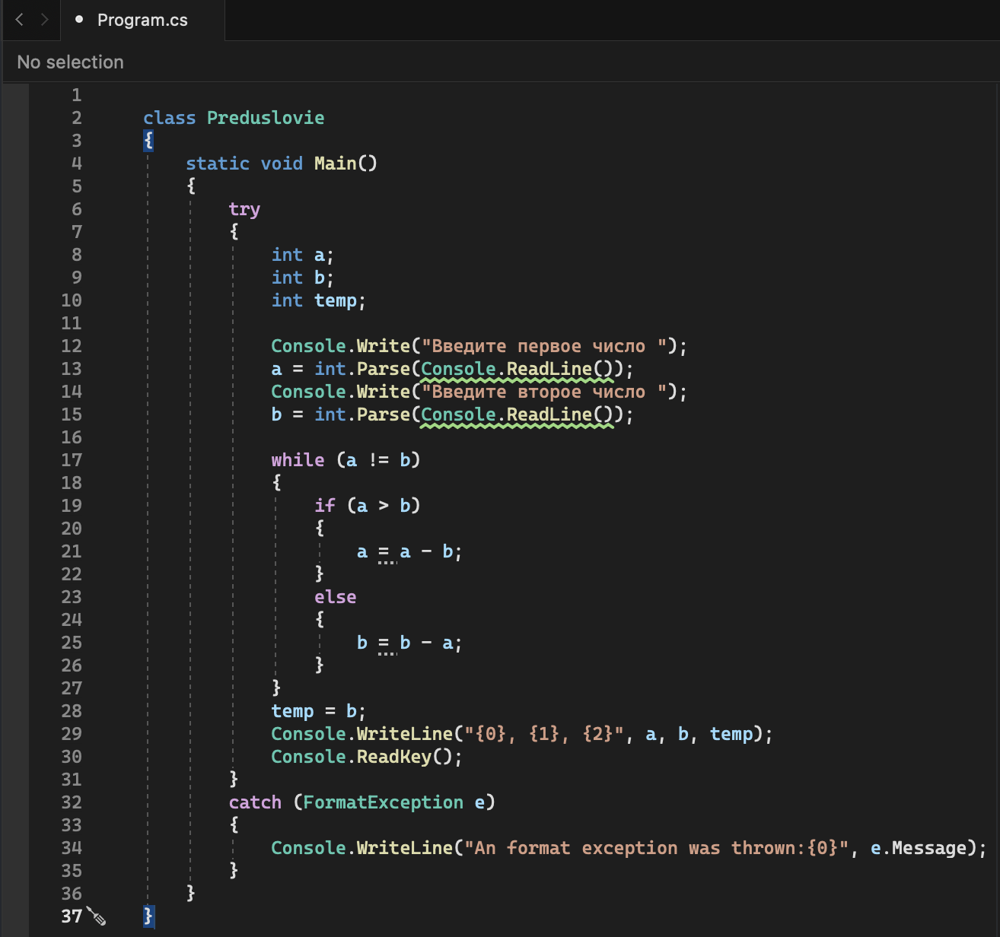 Program.cs
No selection
1
2 class Preduslovie
3 {
4 static void Main()
5 {
6 try
7 {
8 int a;
9 int b;
10 int temp;
11
12 Console.Write("Введите первое число ");
13 a = int.Parse(Console.ReadLine());
14 Console.Write("Введите второе число ");
15 b = int.Parse(Console.ReadLine());
16
17 while (a != b)
18 {
19 if (a > b)
20 {
21 a = a - b;
22 }
23 else
24 {
25 b = b - a;
26 }
27 }
28 temp = b;
29 Console.WriteLine("{0}, {1}, {2}", a, b, temp);
30 Console.ReadKey();
31 }
32 catch (FormatException e)
33 {
34 Console.WriteLine("An format exception was thrown:{0}", e.Message);
35 }
36 }
37 }